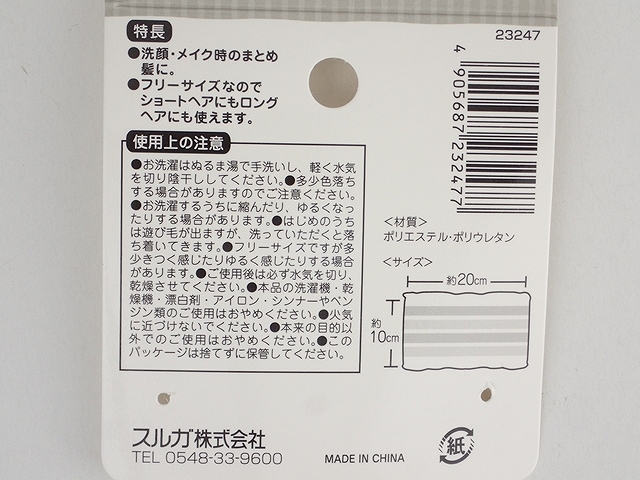 特長
●洗顔・メイク時のまとめ
髪に。
●フリーサイズなので
ショートヘアにもロング
ヘアにも使えます。
使用上の注意
●お洗濯はぬるま湯で手洗いし、軽く水気
を切り陰干ししてください。●多少色落ち
する場合がありますのでご注意ください。
●お洗濯するうちに縮んだり、ゆるくなっ
たりする場合があります。●はじめのうち
は遊び毛が出ますが、洗っていただくと落
ち着いてきます。●フリーサイズですが多
少きつく感じたりゆるく感じたりする場合
があります。●ご使用後は必ず水気を切り、
乾燥させてください。●本品の洗濯機・乾
燥機・漂白剤・アイロン・シンナーやベン
ジン類のご使用はおやめください。●火気
に近づけないでください。●本来の目的以
外でのご使用はおやめください。●この
パッケージは捨てずに保管してください。
23247
4 905687 232477
＜材質＞
ポリエステル・ポリウレタン
＜サイズ＞
約20cm
約
10cm
スルガ株式会社
TEL 0548-33-9600
MADE IN CHINA
紙